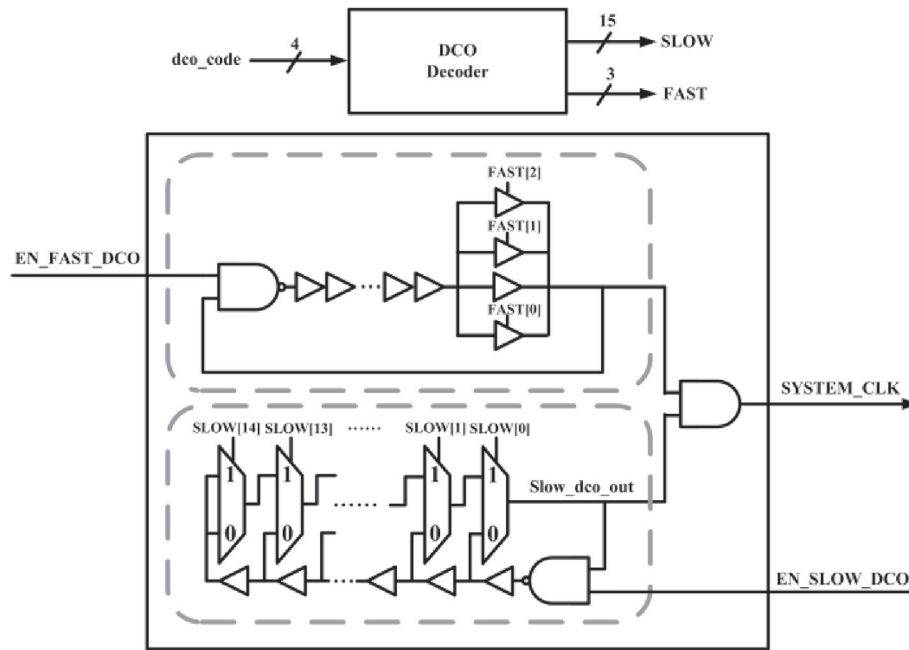 15
4
DCO
SLOW
dco_code
Decoder
3
FAST
FAST[2]
FAST[1]
EN_FAST_DCO
FAST[0]
SYSTEM_CLK
SLOW[14] SLOW[13] ...... SLOW[1] SLOW[0]
1 1 1 1
Slow_dco_out
0 0 0 0
EN_SLOW_DCO